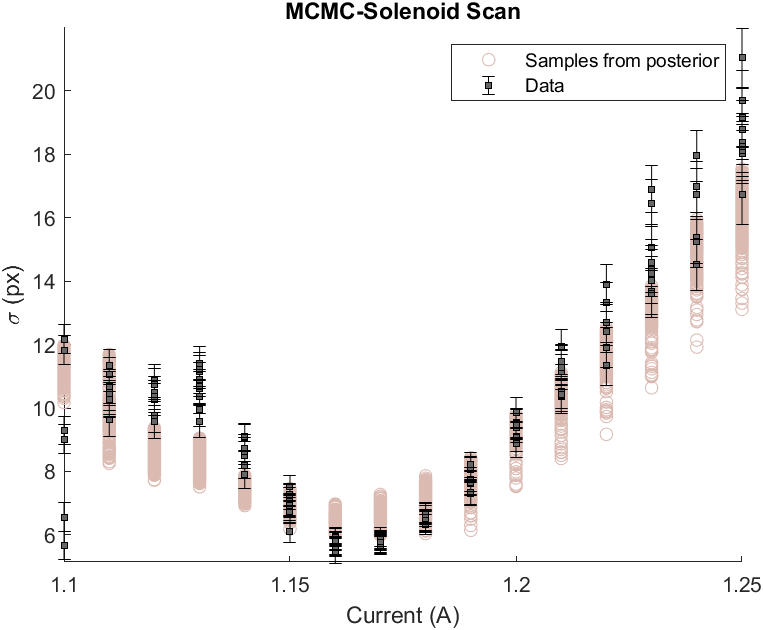 MCMC-Solenoid Scan
Samples from posterior
Data
20
18
16
14
12
10
8
6
σ (px)
1.1
1.15
1.2
1.25
Current (A)